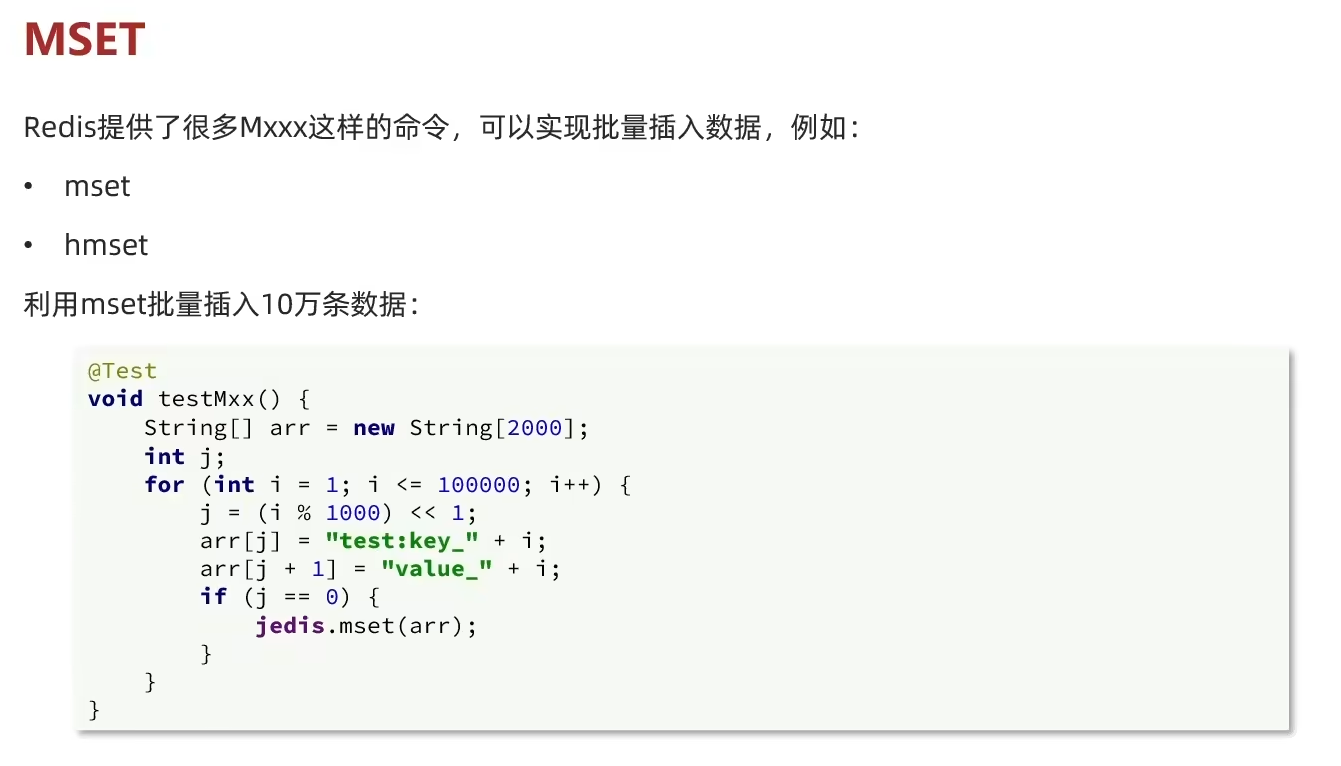 MSET
Redis提供了很多Mxxx这样的命令，可以实现批量插入数据，例如：
• mset
• hmset
利用mset批量插入10万条数据：
@Test
void testMxx() {
    String[] arr = new String[2000];
    int j;
    for (int i = 1; i <= 100000; i++) {
        j = (i % 1000) << 1;
        arr[j] = "test:key_" + i;
        arr[j + 1] = "value_" + i;
        if (j == 0) {
            jedis.mset(arr);
        }
    }
}